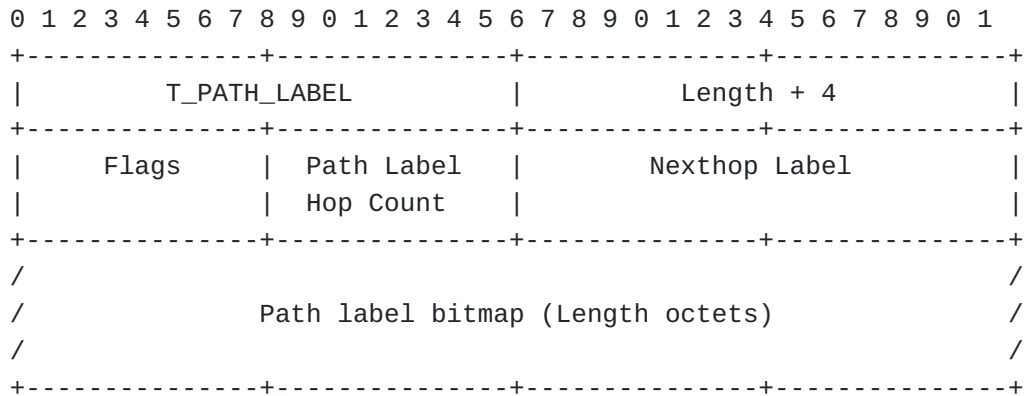 0 1 2 3 4 5 6 7 8 9 0 1 2 3 4 5 6 7 8 9 0 1 2 3 4 5 6 7 8 9 0 1
+---------------+---------------+---------------+---------------+
|         T_PATH_LABEL          |          Length + 4           |
+---------------+---------------+---------------+---------------+
|     Flags     |  Path Label   |        Nexthop Label          |
|               |  Hop Count    |                               |
+---------------+---------------+---------------+---------------+
/                                                               /
/               Path label bitmap (Length octets)               /
/                                                               /
+---------------+---------------+---------------+---------------+